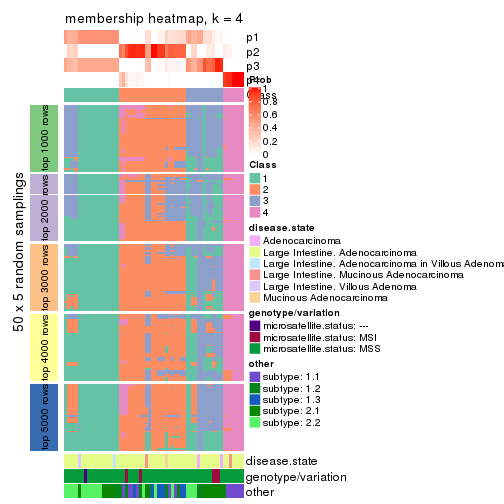 membership heatmap, k = 4
p1
p2
p3
p4
Prob
Class
1
0.8
0.6
0.4
0.2
0
Class
1
2
3
4
50 x 5 random samplings
top 1000 rows
top 2000 rows
top 3000 rows
top 4000 rows
top 5000 rows
disease.state
Adenocarcinoma
Large Intestine. Adenocarcinoma
Large Intestine. Adenocarcinoma in Villous Adenom
Large Intestine. Mucinous Adenocarcinoma
Large Intestine. Villous Adenoma
Mucinous Adenocarcinoma
genotype/variation
microsatellite.status: ---
microsatellite.status: MSI
microsatellite.status: MSS
other
subtype: 1.1
subtype: 1.2
subtype: 1.3
subtype: 2.1
subtype: 2.2
disease.state
genotype/variation
other